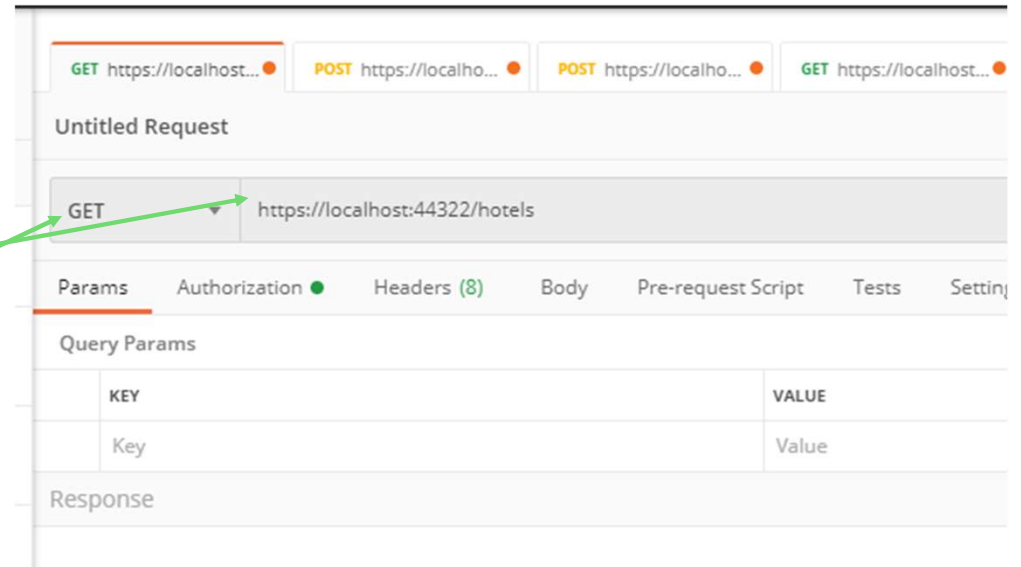 GET https://localhost... POST https://localho... POST https://localho... GET https://localhost...
Untitled Request
GET https://localhost:44322/hotels
Params Authorization Headers (8) Body Pre-request Script Tests Setting
Query Params
KEY VALUE
Key Value
Response